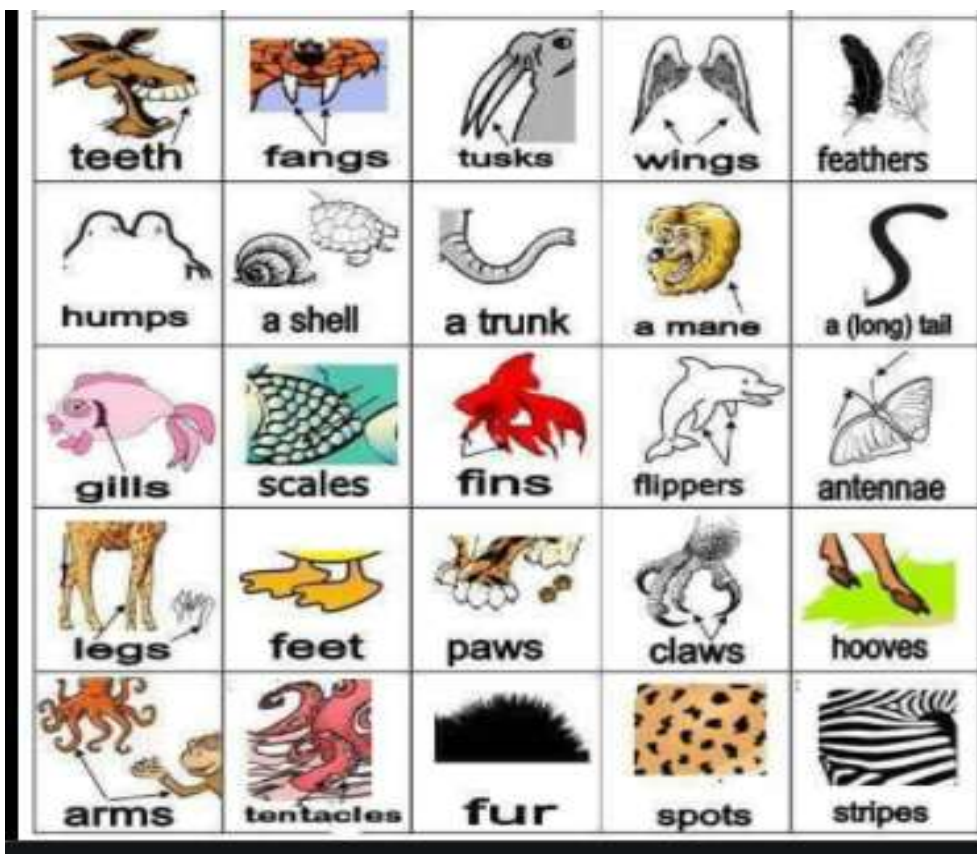 teeth fangs tusks wings feathers
humps a shell a trunk a mane a (long) tail
gills scales fins flippers antennae
legs feet paws claws hooves
arms tentacles fur spots stripes